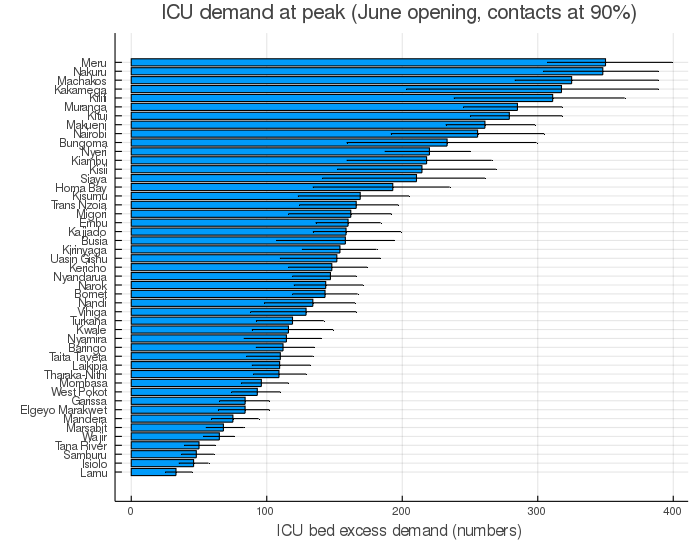 ICU demand at peak (June opening, contacts at 90%)
Meru
Nakuru
Machakos
Kakamega
Kilifi
Muranga
Kitui
Makueni
Nairobi
Bungoma
Nyeri
Kiambu
Kisii
Siaya
Homa Bay
Kisumu
Trans Nzoia
Migori
Embu
Kajiado
Busia
Kirinyaga
Uasin Gishu
Kericho
Nyandarua
Narok
Bomet
Nandi
Vihiga
Turkana
Kwale
Nyamira
Baringo
Taita Taveta
Laikipia
Tharaka-Nithi
Mombasa
West Pokot
Garissa
Elgeyo Marakwet
Mandera
Marsabit
Wajir
Tana River
Samburu
Isiolo
Lamu
0 100 200 300 400
ICU bed excess demand (numbers)